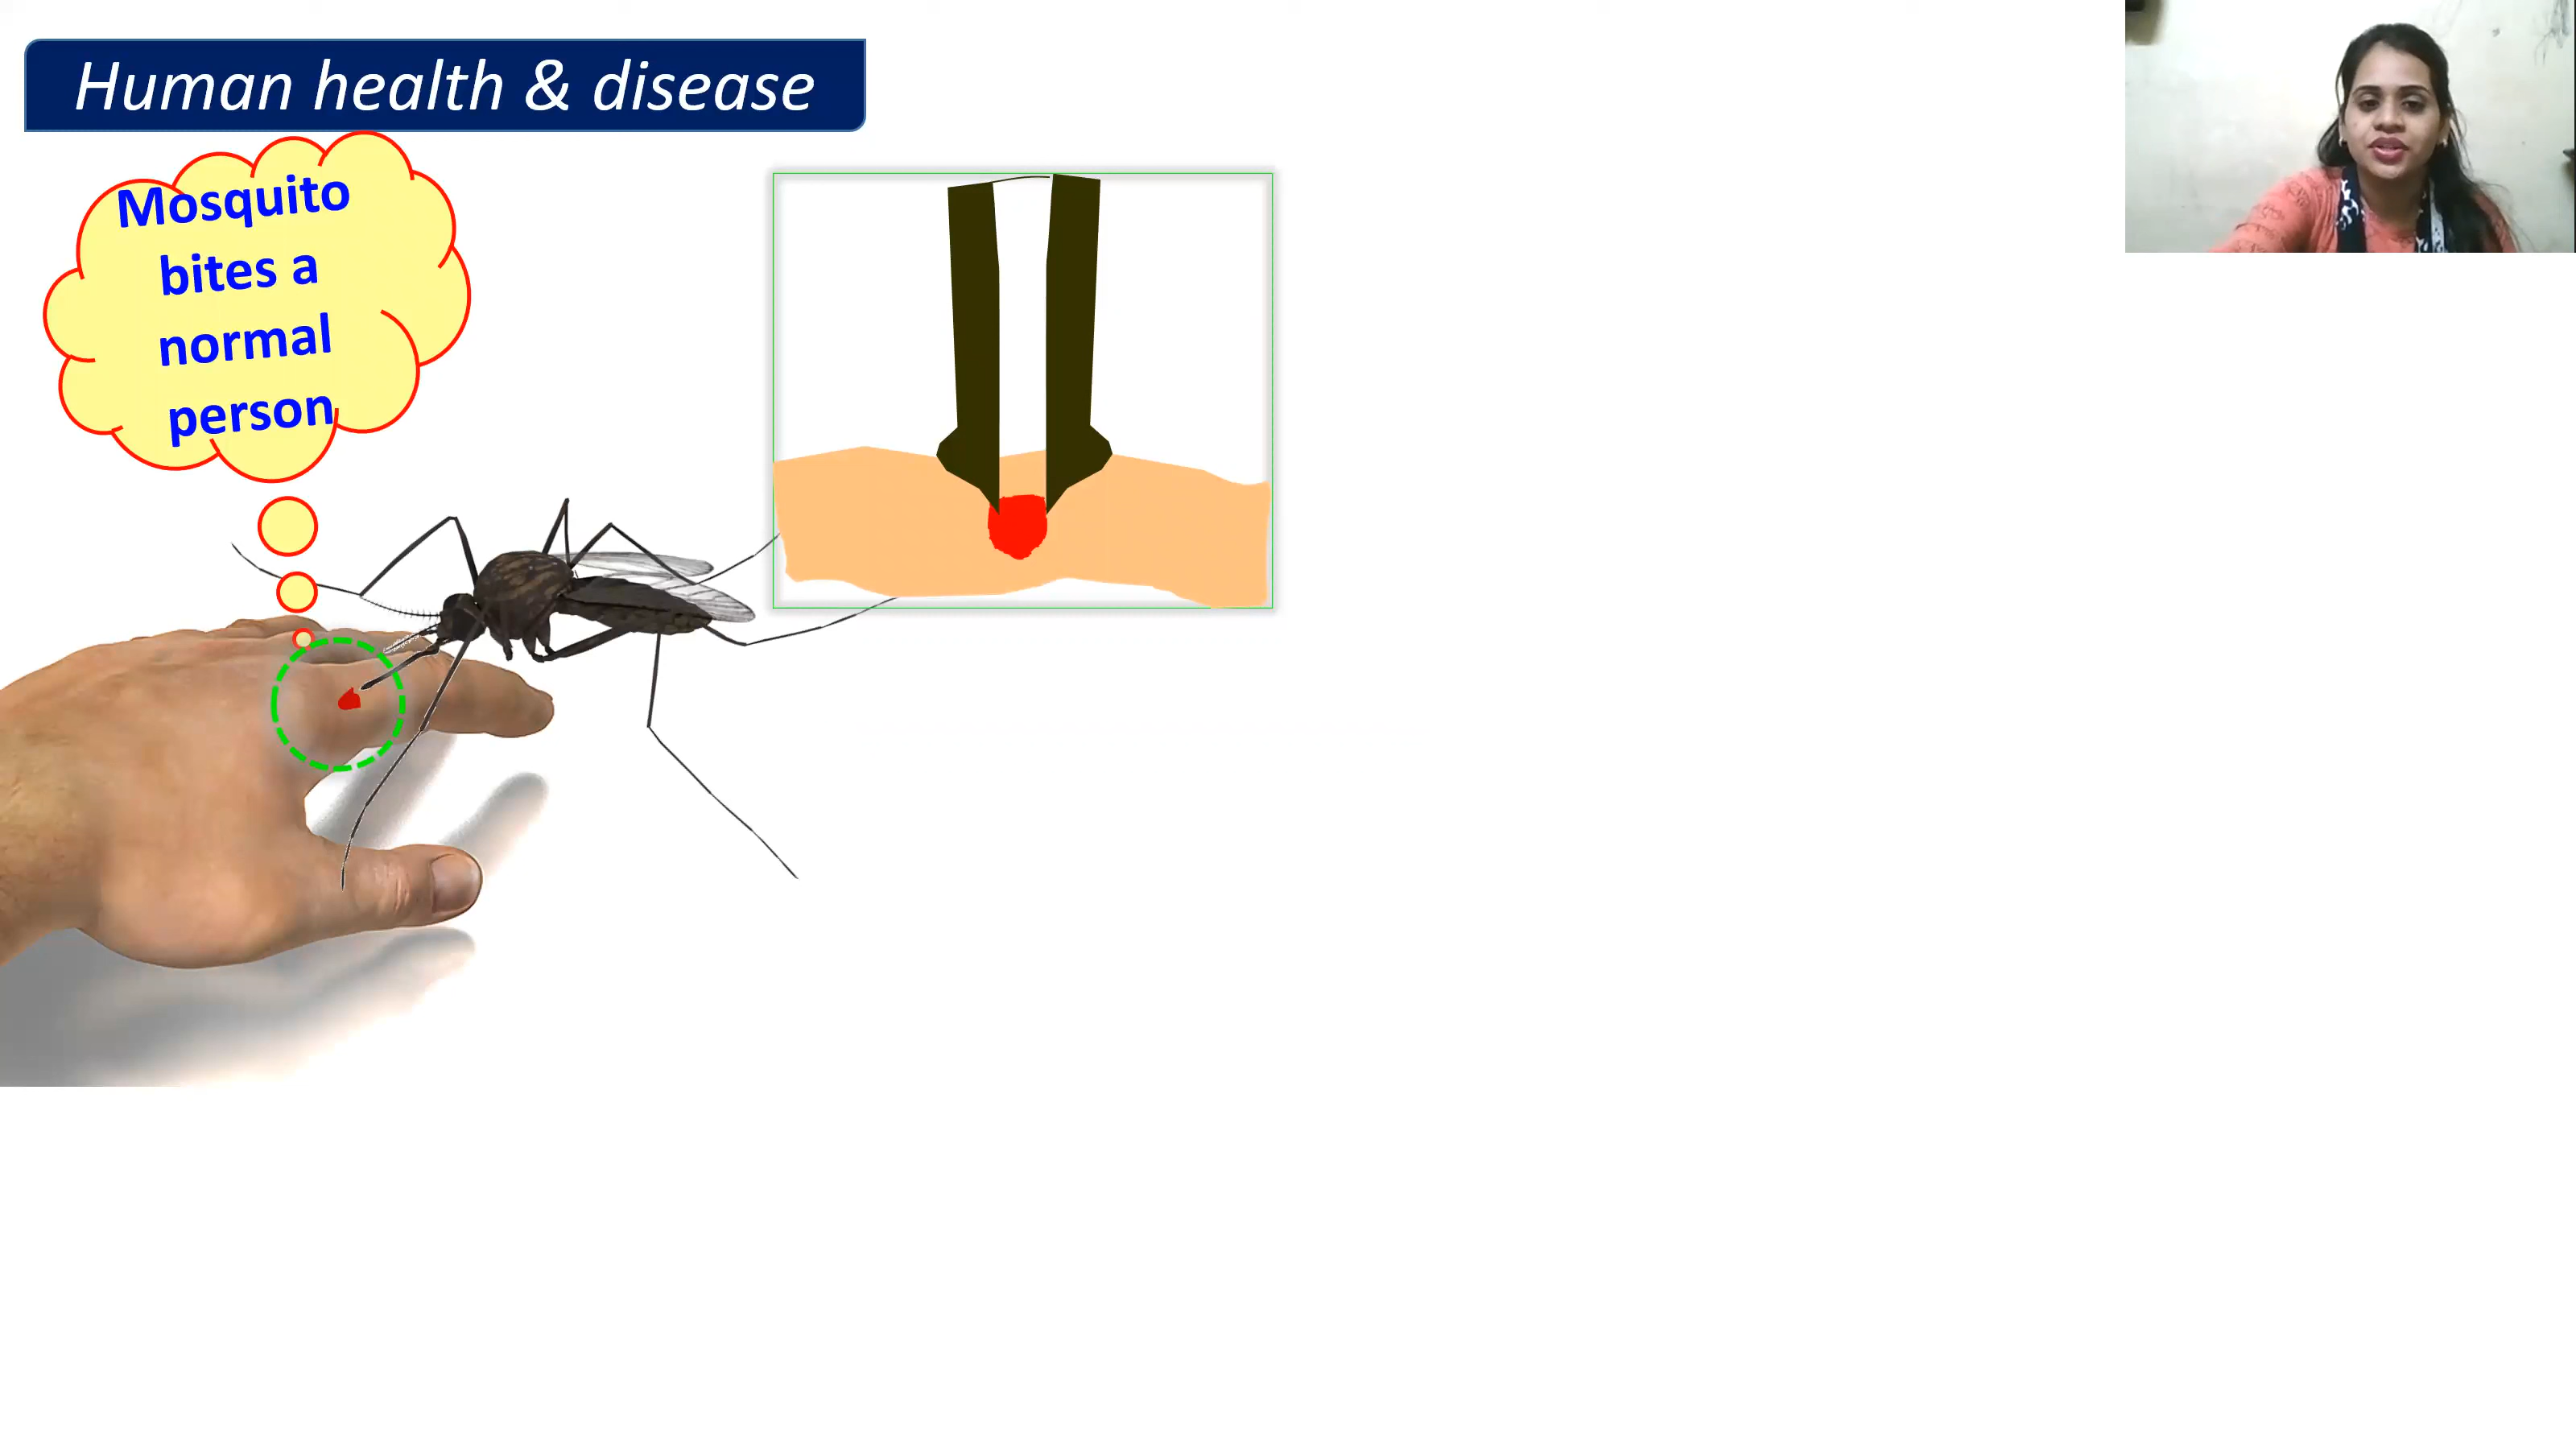 Human health & disease
Mosquito
bites a
normal
person